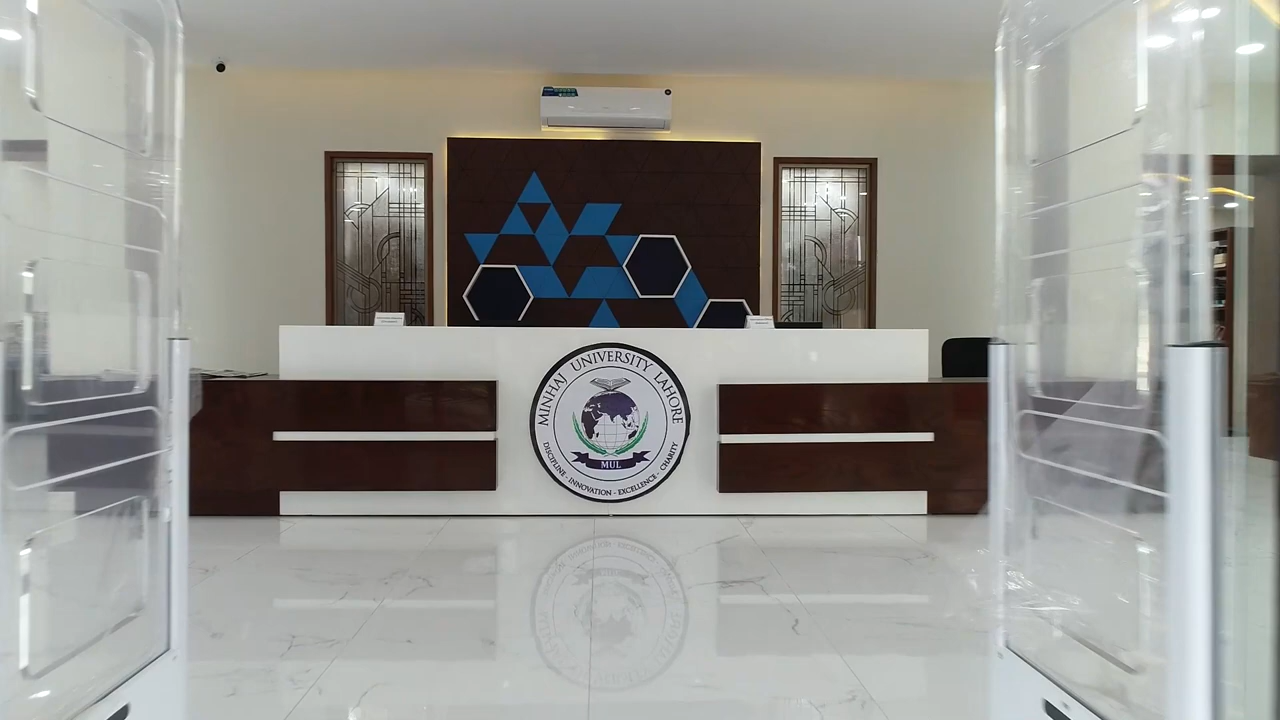 MINHAJ UNIVERSITY LAHORE
MUL
DISCIPLINE - INNOVATION - EXCELLENCE - CHARITY